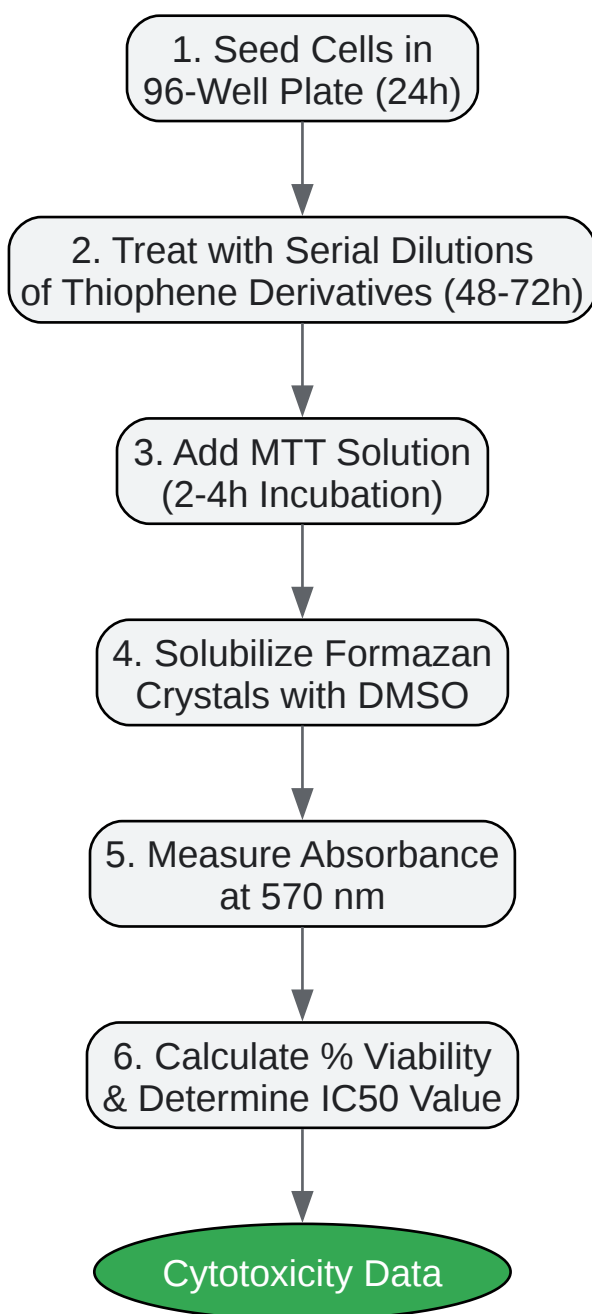 1. Seed Cells in
96-Well Plate (24h)
2. Treat with Serial Dilutions
of Thiophene Derivatives (48-72h)
3. Add MTT Solution
(2-4h Incubation)
4. Solubilize Formazan
Crystals with DMSO
5. Measure Absorbance
at 570 nm
6. Calculate % Viability
& Determine IC50 Value
Cytotoxicity Data